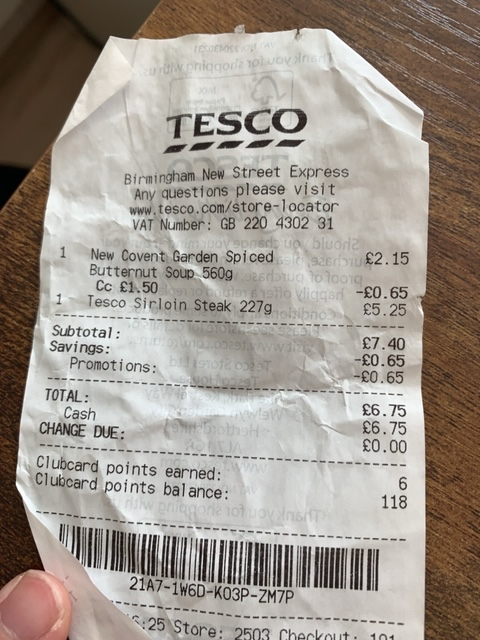 TESCO
Birmingham New Street Express
Any questions please visit
www.tesco.com/store-locator
VAT Number: GB 220 4302 31
1 New Covent Garden Spiced £2.15
Butternut Soup 560g
Cc £1.50 -£0.65
1 Tesco Sirloin Steak 227g £5.25
Subtotal: £7.40
Savings: -£0.65
Promotions: -£0.65
TOTAL: £6.75
Cash £6.75
CHANGE DUE: £0.00
Clubcard points earned: 6
Clubcard points balance: 118
21A7-1W6D-K03P-ZM7P
:25 Store: 2503 Checkout: 101